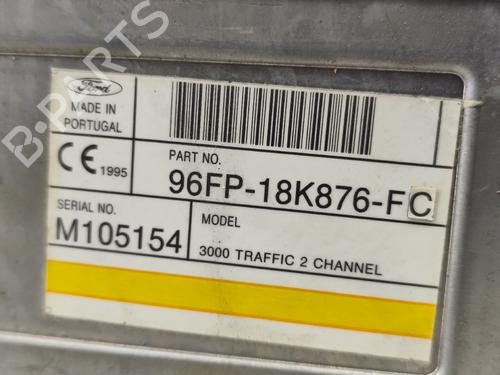 Ford
MADE IN
PORTUGAL
CE 1995
PART NO.
96FP-18K876-FC
SERIAL NO.
M105154
MODEL
3000 TRAFFIC 2 CHANNEL
B-PARTS